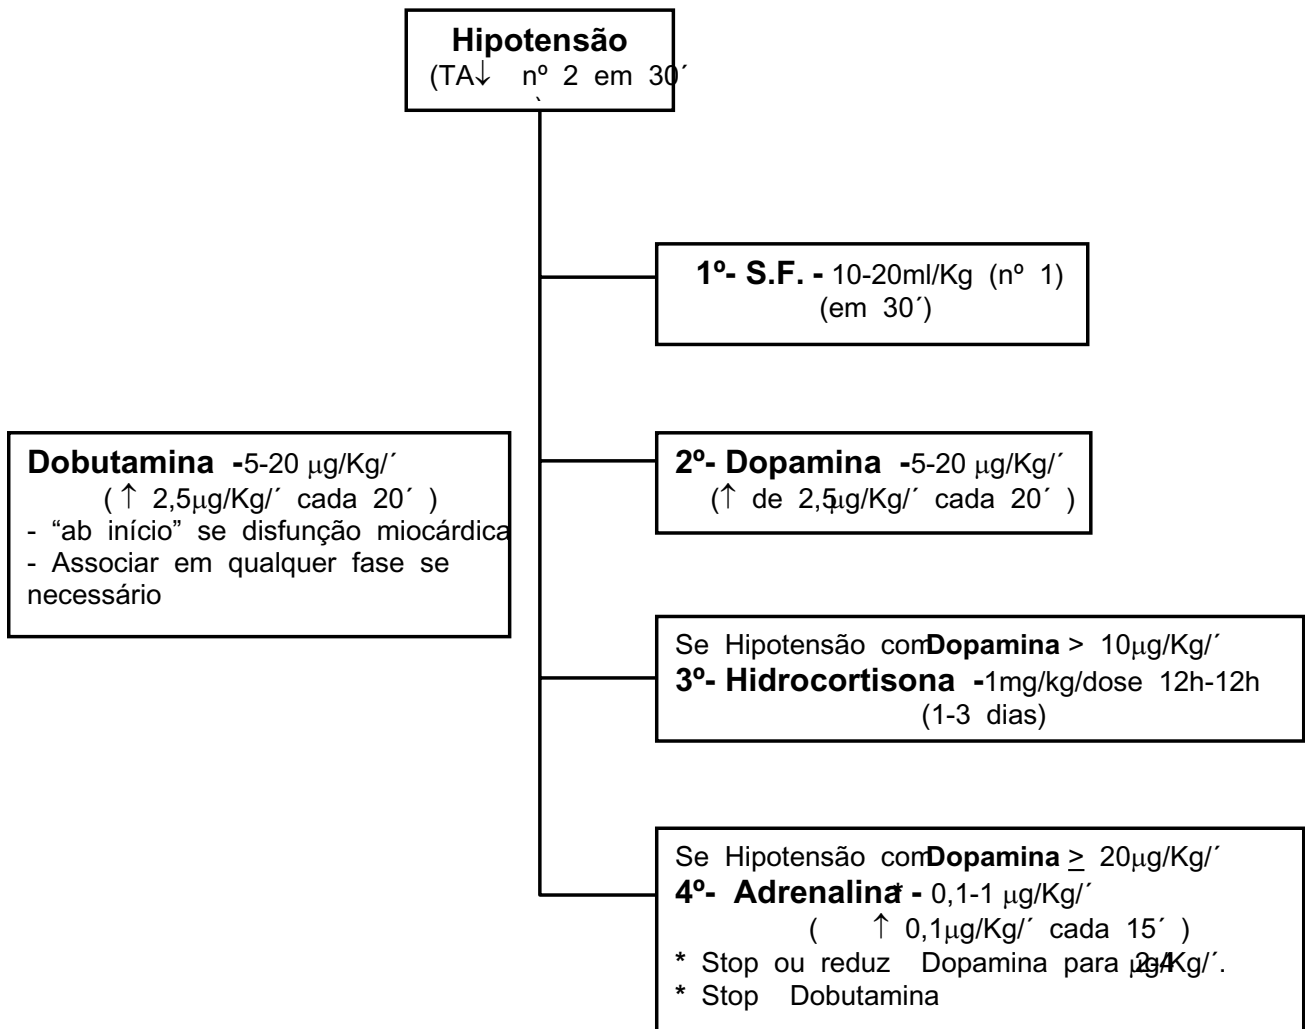 Hipotensão
(TA↓ nº 2 em 30´
1º- S.F. - 10-20ml/Kg (nº 1)
(em 30´)
Dobutamina -5-20 μg/Kg/´
(↑ 2,5μg/Kg/´ cada 20´ )
- “ab início” se disfunção miocárdica
- Associar em qualquer fase se
necessário
2º- Dopamina -5-20 μg/Kg/´
(↑ de 2,5μg/Kg/´ cada 20´ )
Se Hipotensão com Dopamina > 10μg/Kg/´
3º- Hidrocortisona -1mg/kg/dose 12h-12h
(1-3 dias)
Se Hipotensão com Dopamina ≥ 20μg/Kg/´
4º- Adrenalina* - 0,1-1 μg/Kg/´
( ↑ 0,1μg/Kg/´ cada 15´ )
* Stop ou reduz Dopamina para 2-4 μg/Kg/´.
* Stop Dobutamina